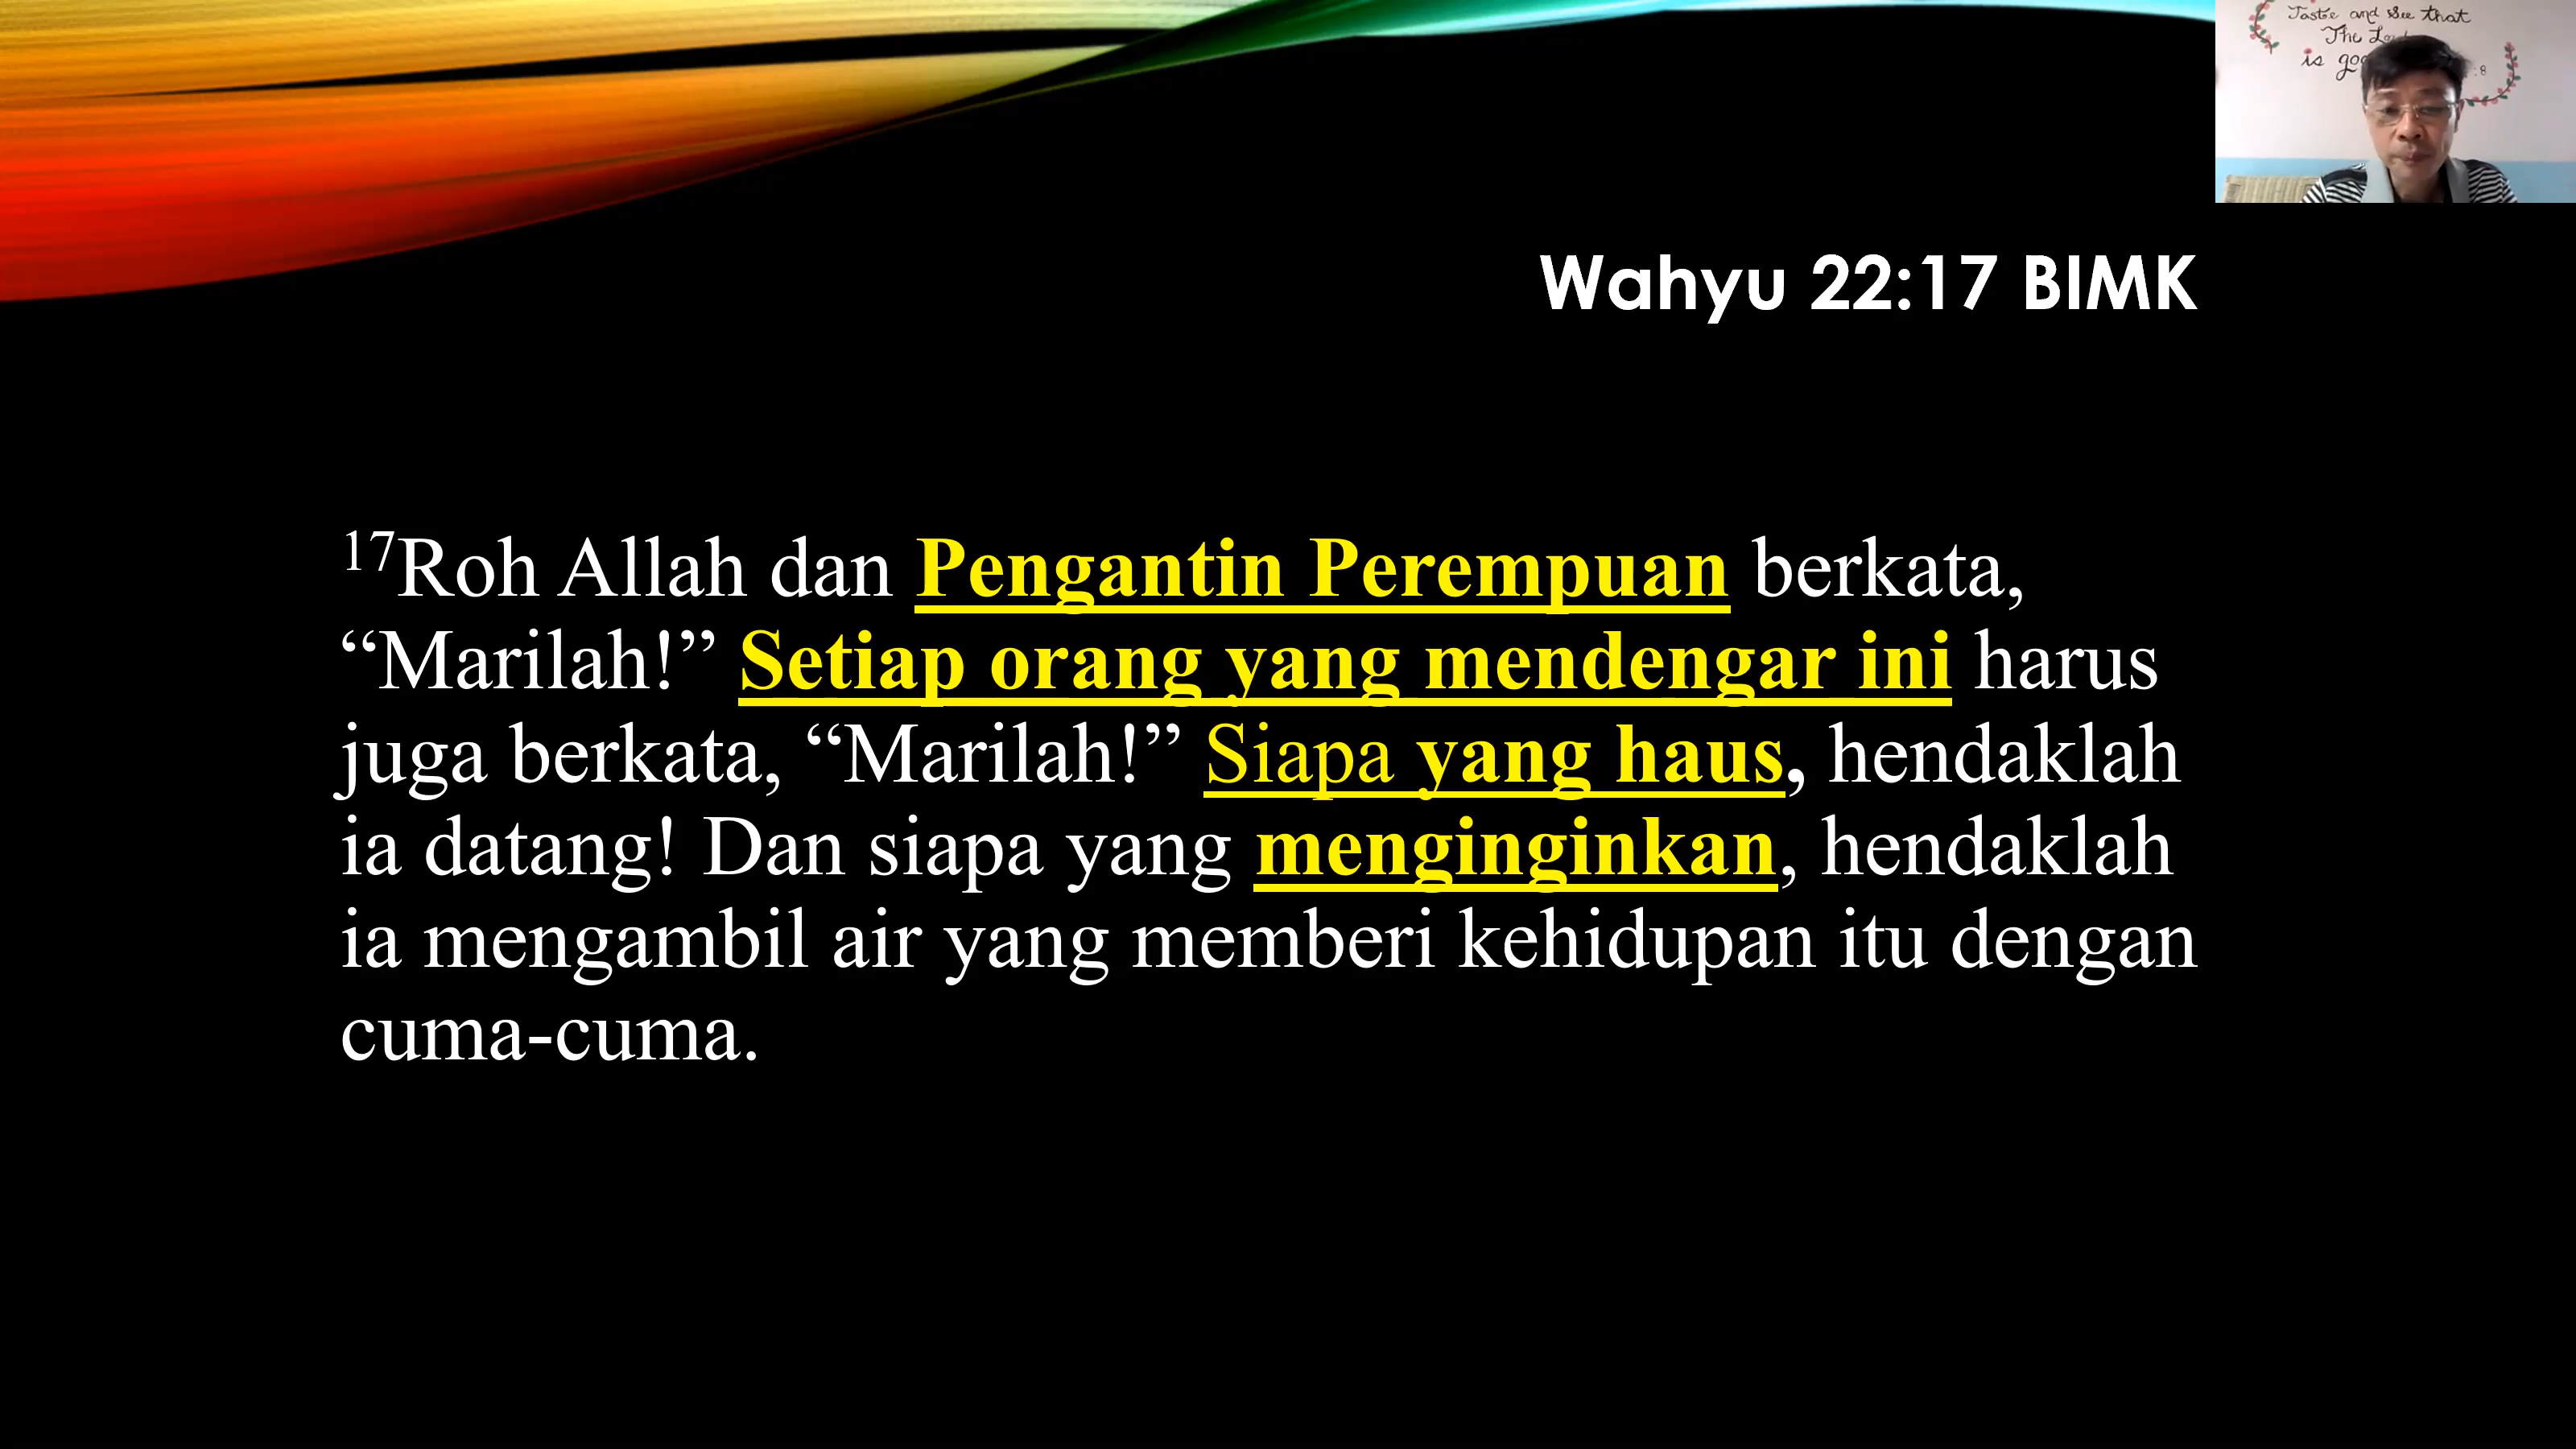 Taste and See that
The
is
:8
Wahyu 22:17 BIMK
17Roh Allah dan Pengantin Perempuan berkata,
“Marilah!” Setiap orang yang mendengar ini harus
juga berkata, “Marilah!” Siapa yang haus, hendaklah
ia datang! Dan siapa yang menginginkan, hendaklah
ia mengambil air yang memberi kehidupan itu dengan
cuma-cuma.